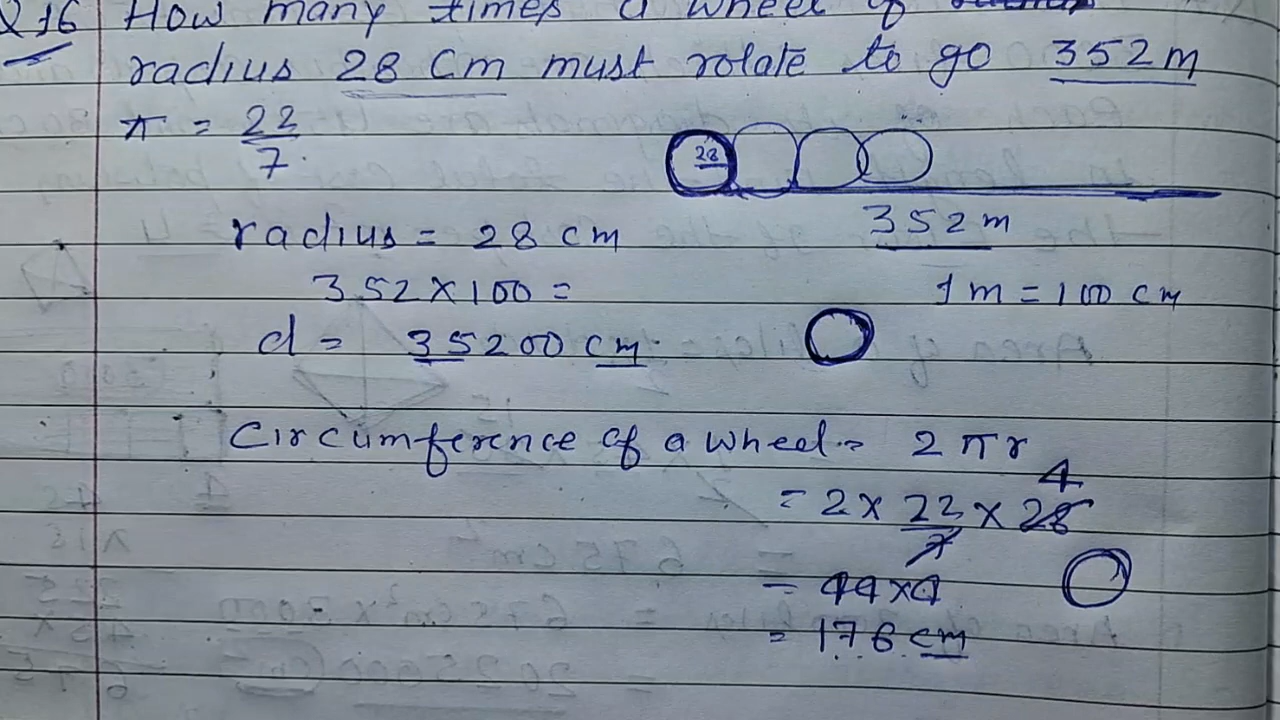 Q 16 How many times a wheel of
radius 28 Cm must rotate to go 352 m
π = 22/7.
28
radius = 28 cm
352 m
352 × 100 =
1 m = 100 cm
d = 35200 cm.
Circumference of a wheel = 2 π r
= 2 × 22/7 × 28 4
= 44 × 4
= 176 cm